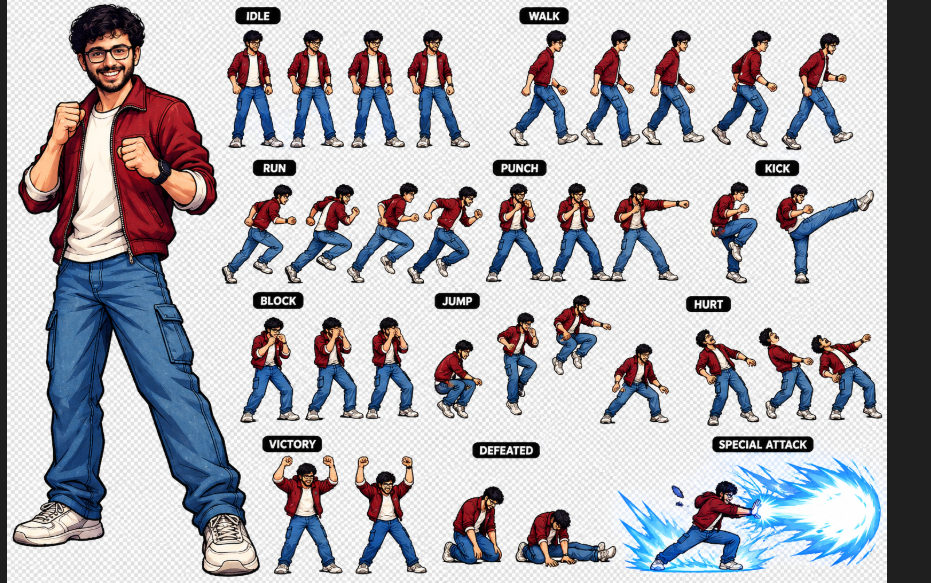 IDLE
WALK
RUN
PUNCH
KICK
BLOCK
JUMP
HURT
VICTORY
DEFEATED
SPECIAL ATTACK